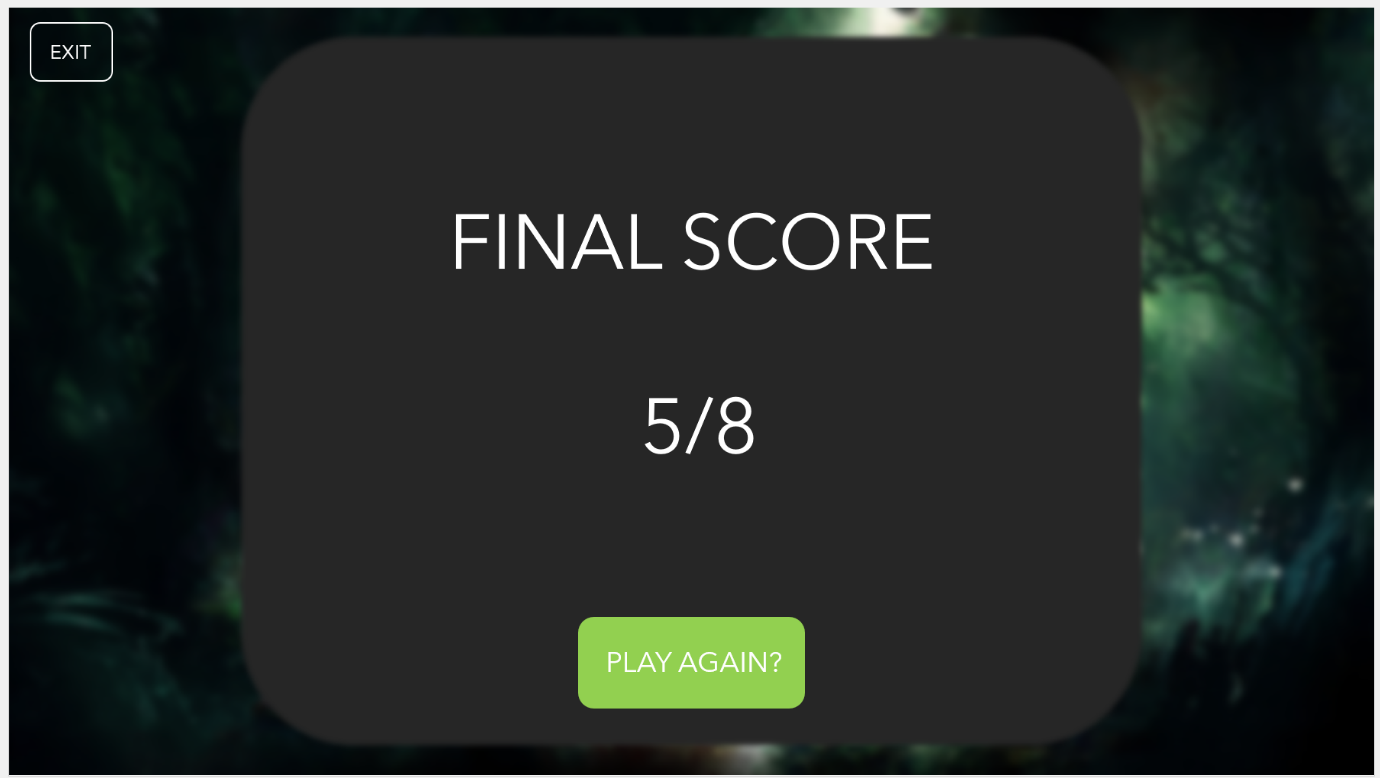 EXIT
FINAL SCORE
5/8
PLAY AGAIN?